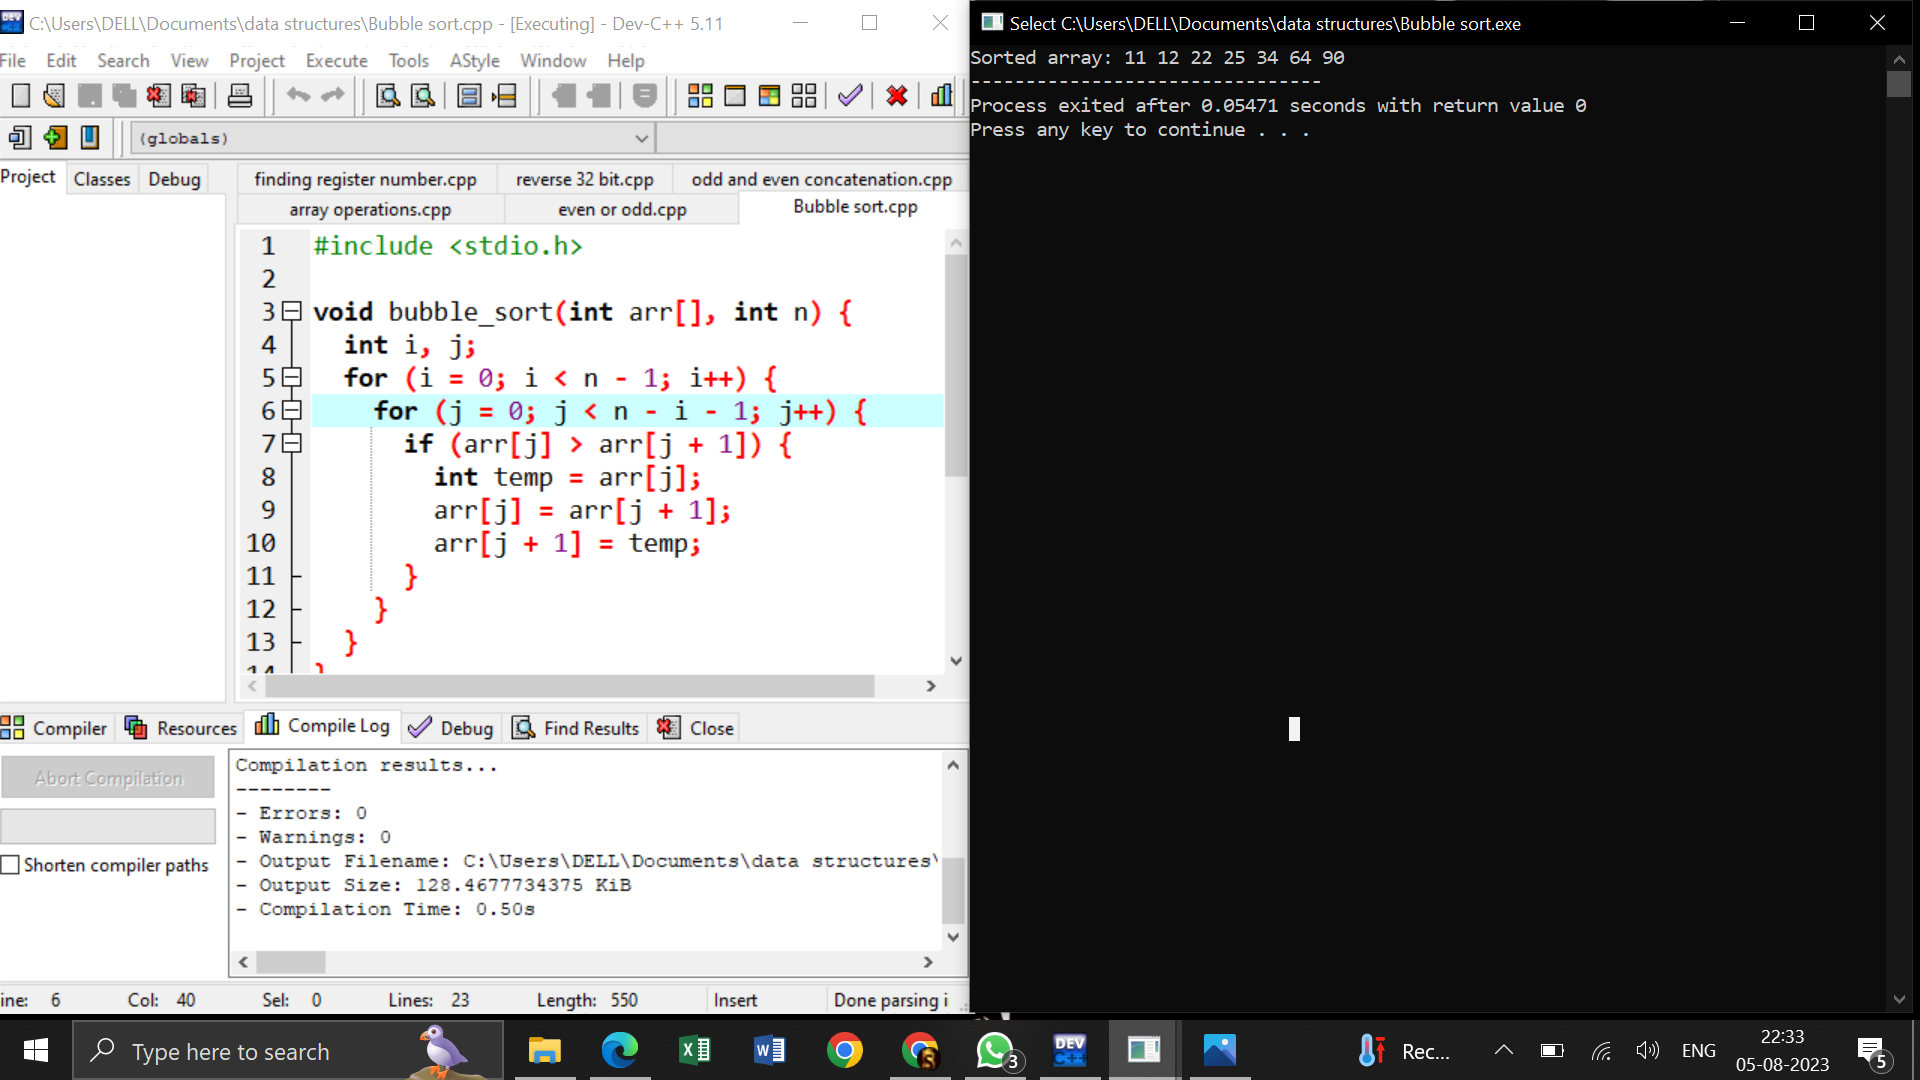 C:\Users\DELL\Documents\data structures\Bubble sort.cpp - [Executing] - Dev-C++ 5.11
File Edit Search View Project Execute Tools AStyle Window Help
(globals)
Project Classes Debug
finding register number.cpp reverse 32 bit.cpp odd and even concatenation.cpp
array operations.cpp even or odd.cpp Bubble sort.cpp
1 #include <stdio.h>
2
3 void bubble_sort(int arr[], int n) {
4 int i, j;
5 for (i = 0; i < n - 1; i++) {
6 for (j = 0; j < n - i - 1; j++) {
7 if (arr[j] > arr[j + 1]) {
8 int temp = arr[j];
9 arr[j] = arr[j + 1];
10 arr[j + 1] = temp;
11 }
12 }
13 }
14 }
Compiler Resources Compile Log Debug Find Results Close
Abort Compilation
Shorten compiler paths
Compilation results...
--------
- Errors: 0
- Warnings: 0
- Output Filename: C:\Users\DELL\Documents\data structures\
- Output Size: 128.4677734375 KiB
- Compilation Time: 0.50s
ine: 6 Col: 40 Sel: 0 Lines: 23 Length: 550 Insert Done parsing i
Select C:\Users\DELL\Documents\data structures\Bubble sort.exe
Sorted array: 11 12 22 25 34 64 90
--------------------------------
Process exited after 0.05471 seconds with return value 0
Press any key to continue . . .
Type here to search
DEV C++
3
Rec...
ENG
22:33
05-08-2023
5